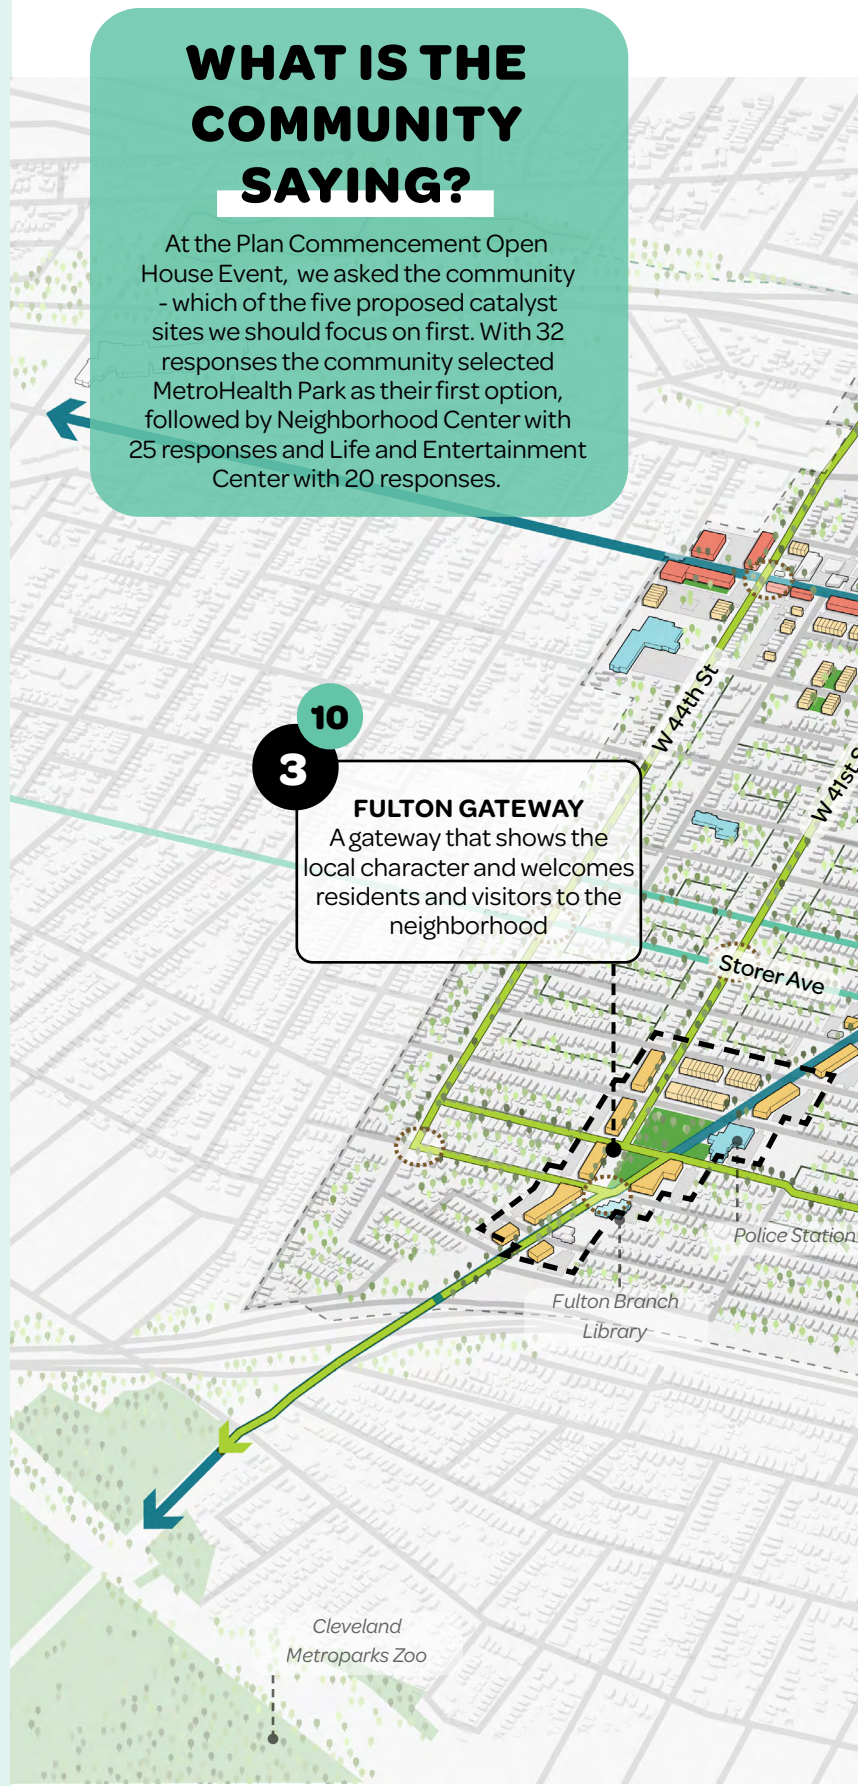 WHAT IS THE
COMMUNITY
SAYING?
At the Plan Commencement Open
House Event, we asked the community
- which of the five proposed catalyst
sites we should focus on first. With 32
responses the community selected
MetroHealth Park as their first option,
followed by Neighborhood Center with
25 responses and Life and Entertainment
Center with 20 responses.
W 44th St
10
3
W 41st S
FULTON GATEWAY
A gateway that shows the
local character and welcomes
residents and visitors to the
neighborhood
Storer Ave
Police Station
Fulton Branch
Library
Cleveland
Metroparks Zoo